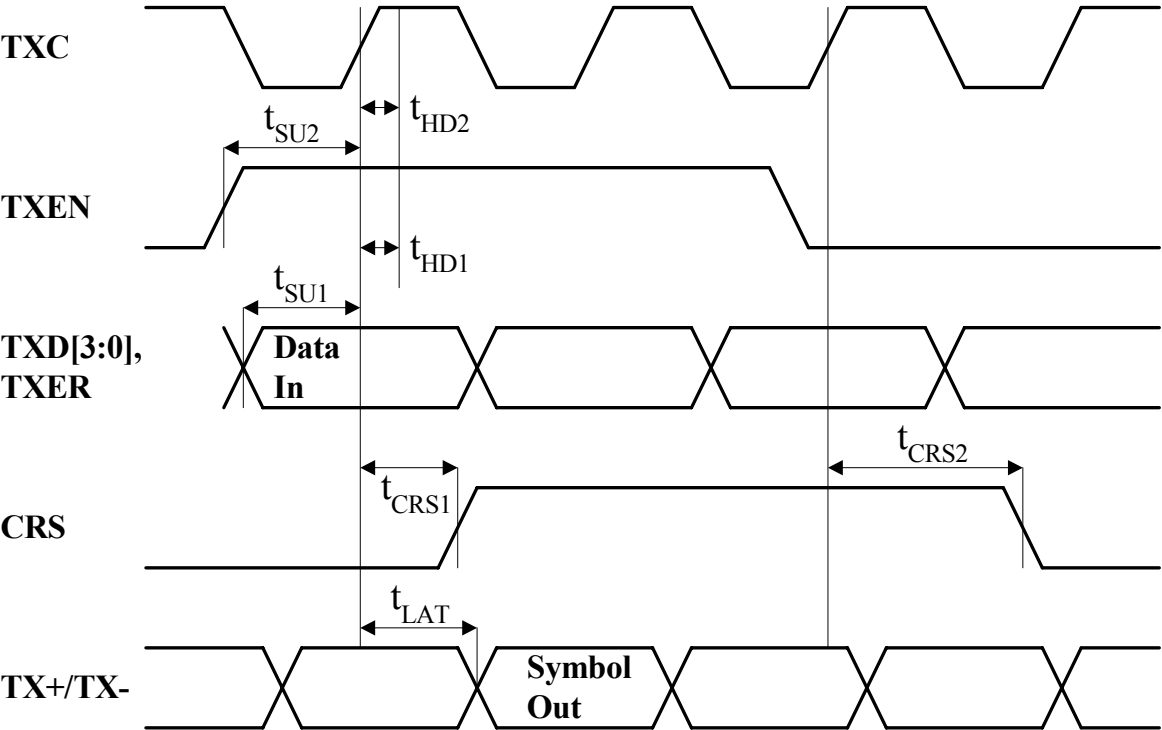 TXC
tHD2
tSU2
TXEN
tHD1
tSU1
TXD[3:0],
TXER
Data
In
tCRS2
tCRS1
CRS
tLAT
TX+/TX-
Symbol
Out